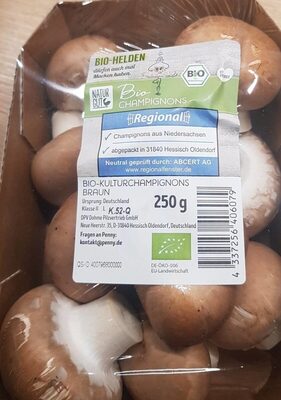 BIO-HELDEN
dürfen auch mal
Macken haben.
NATUR
GUT
Bio
CHAMPIGNONS
BIO
Regional
✓ Champignons aus Niedersachsen
✓ abgepackt in 31840 Hessisch Oldendorf
Neutral geprüft durch: ABCERT AG
www.regionalfenster.de
BIO-KULTURCHAMPIGNONS
BRAUN
Ursprung: Deutschland
Klasse II L K.52-Q
250 g
DPV Dohme Pilzvertrieb GmbH
Neue Heerstr. 35, D-31840 Hessisch Oldendorf, Deutschland
Fragen an Penny:
kontakt@penny.de
DE-ÖKO-006
EU-Landwirtschaft
4 337256 406079